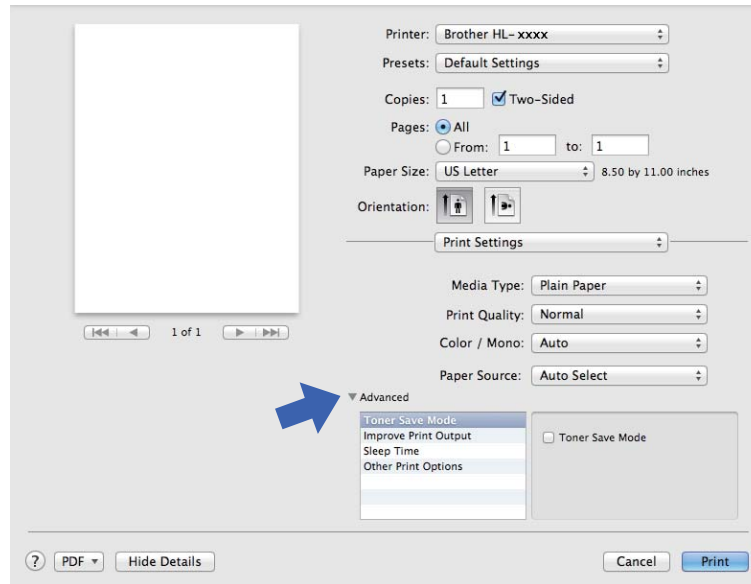 Printer: Brother HL-xxxx
Presets: Default Settings
Copies: 1 Two-Sided
Pages: All
From: 1 to: 1
Paper Size: US Letter 8.50 by 11.00 inches
Orientation:
Print Settings
Media Type: Plain Paper
Print Quality: Normal
1 of 1
Color / Mono: Auto
Paper Source: Auto Select
Advanced
Toner Save Mode
Improve Print Output
Sleep Time
Other Print Options
Toner Save Mode
? PDF Hide Details Cancel Print